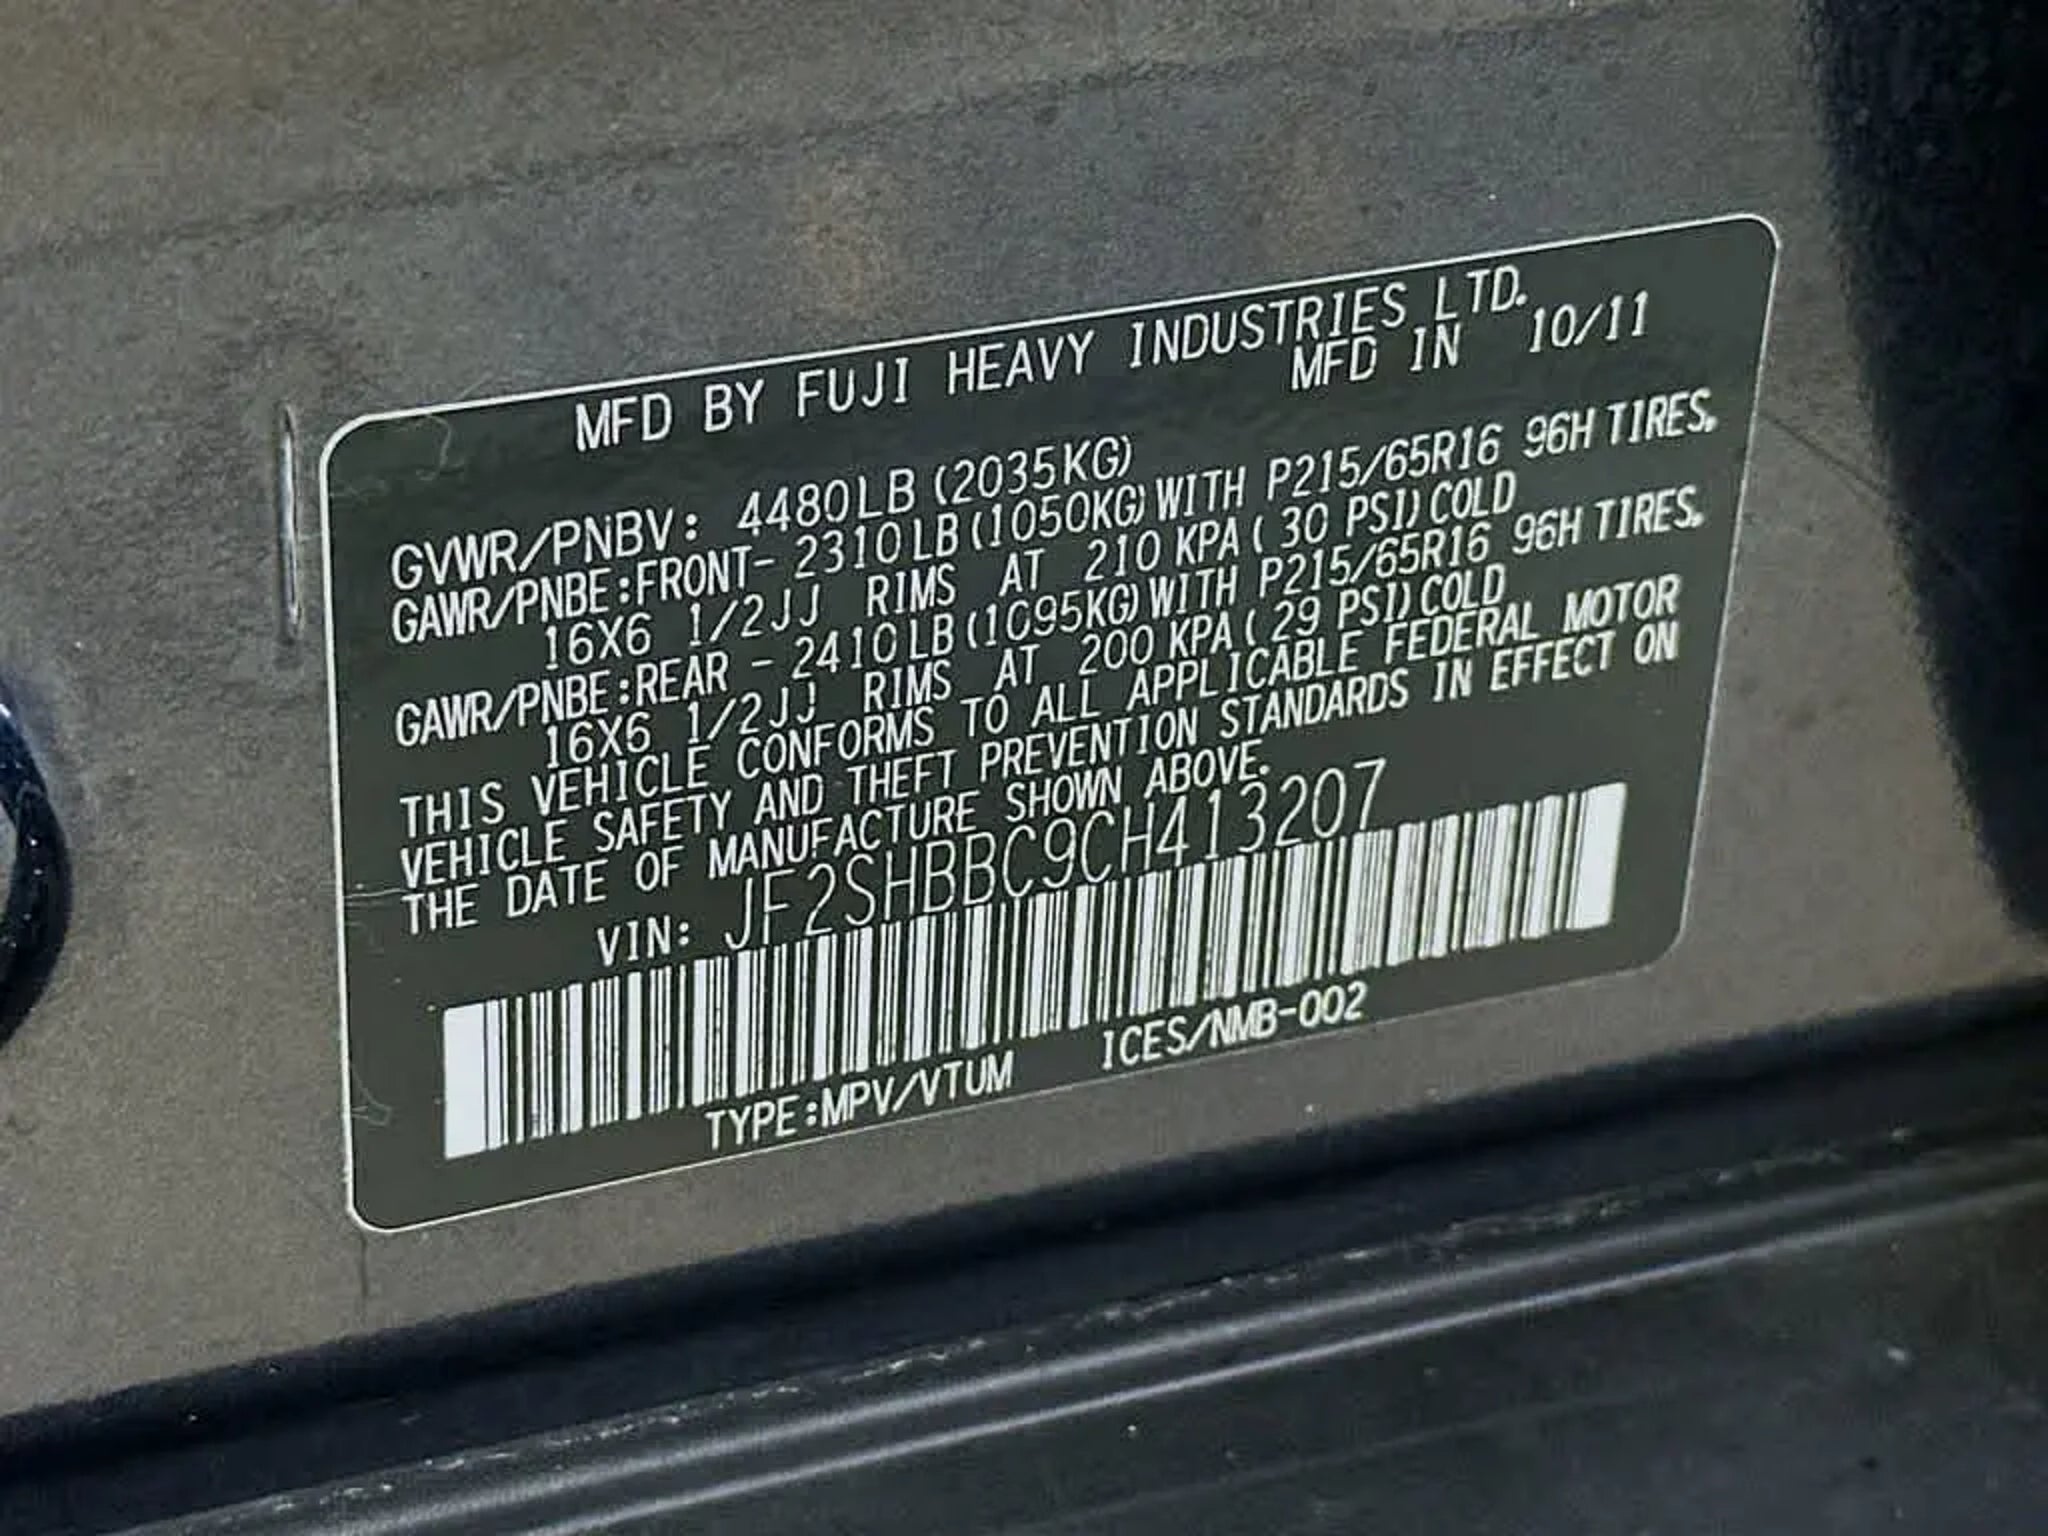 MFD BY FUJI HEAVY INDUSTRIES LTD.
MFD IN 10/11
GVWR/PNBV: 4480LB (2035KG)
GAWR/PNBE:FRONT- 2310LB (1050KG) WITH P215/65R16 96H TIRES,
16X6 1/2JJ RIMS AT 210 KPA ( 30 PSI) COLD
GAWR/PNBE:REAR - 2410LB (1095KG) WITH P215/65R16 96H TIRES,
16X6 1/2JJ RIMS AT 200 KPA ( 29 PSI) COLD
THIS VEHICLE CONFORMS TO ALL APPLICABLE FEDERAL MOTOR
VEHICLE SAFETY AND THEFT PREVENTION STANDARDS IN EFFECT ON
THE DATE OF MANUFACTURE SHOWN ABOVE.
VIN: JF2SHBBC9CH413207
TYPE:MPV/VTUM ICES/NMB-002